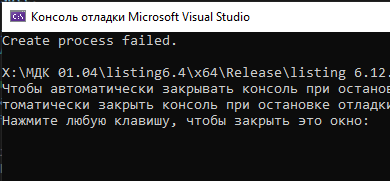 Консоль отладки Microsoft Visual Studio
Create process failed.
X:\МДК 01.04\listing6.4\x64\Release\listing 6.12.
Чтобы автоматически закрывать консоль при останов
томатически закрыть консоль при остановке отладки
Нажмите любую клавишу, чтобы закрыть это окно: